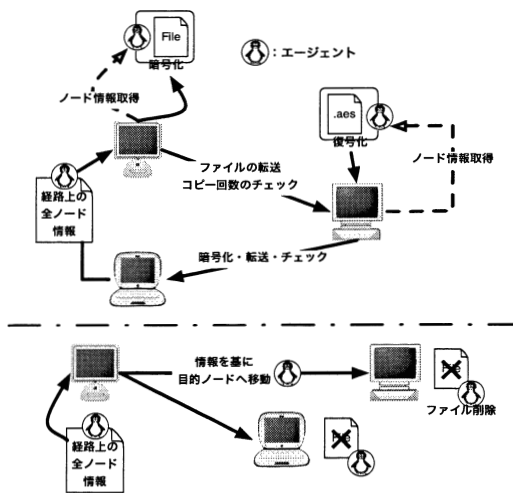 File
暗号化
:エージェント
ノード情報取得
.aes
復号化
ノード情報取得
ファイルの転送
コピー回数のチェック
経路上の
全ノード
情報
暗号化・転送・チェック
情報を基に
目的ノードへ移動
ファイル削除
経路上の
全ノード
情報